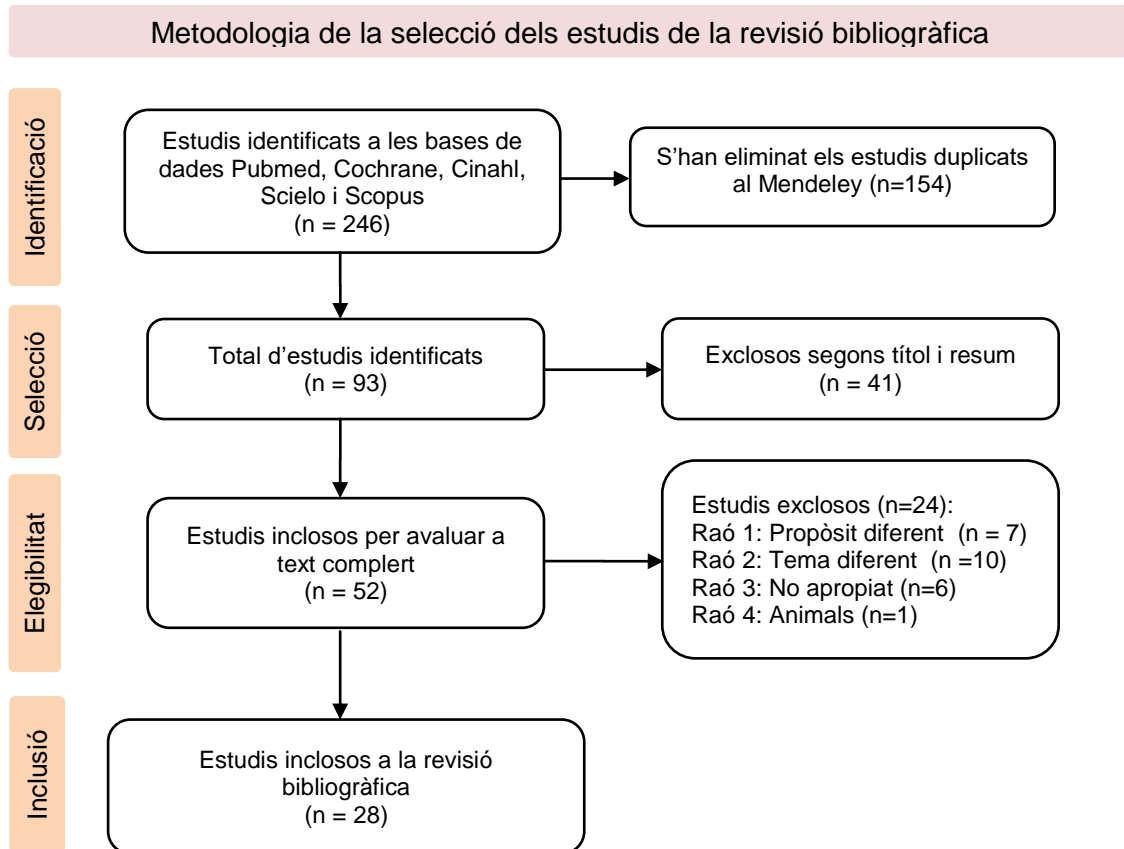 Metodologia de la selecció dels estudis de la revisió bibliogràfica
Identificació
Estudis identificats a les bases de
dades Pubmed, Cochrane, Cinahl,
Scielo i Scopus
(n = 246)
S'han eliminat els estudis duplicats
al Mendeley (n=154)
Selecció
Total d'estudis identificats
(n = 93)
Exclosos segons títol i resum
(n = 41)
Elegibilitat
Estudis inclosos per avaluar a
text complert
(n = 52)
Estudis exclosos (n=24):
Raó 1: Propòsit diferent (n = 7)
Raó 2: Tema diferent (n =10)
Raó 3: No apropiat (n=6)
Raó 4: Animals (n=1)
Inclusió
Estudis inclosos a la revisió
bibliogràfica
(n = 28)